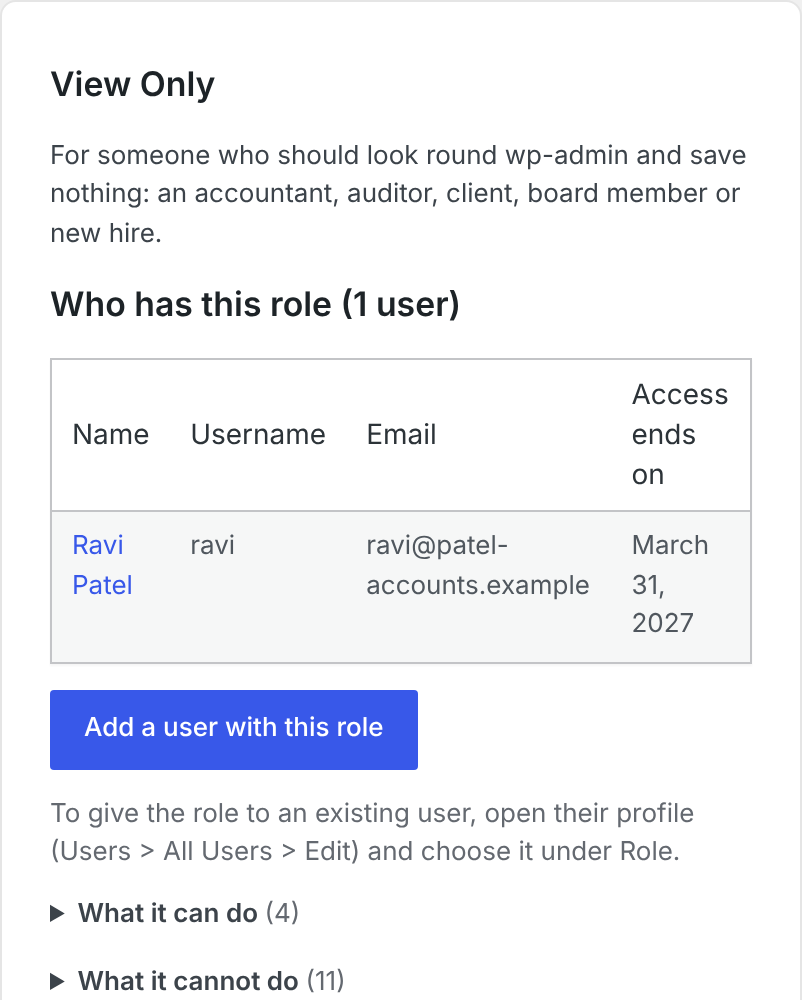 View Only
For someone who should look round wp-admin and save
nothing: an accountant, auditor, client, board member or
new hire.
Who has this role (1 user)
Name Username Email Access ends on
Ravi Patel ravi ravi@patel-accounts.example March 31, 2027
Add a user with this role
To give the role to an existing user, open their profile
(Users > All Users > Edit) and choose it under Role.
What it can do (4)
What it cannot do (11)